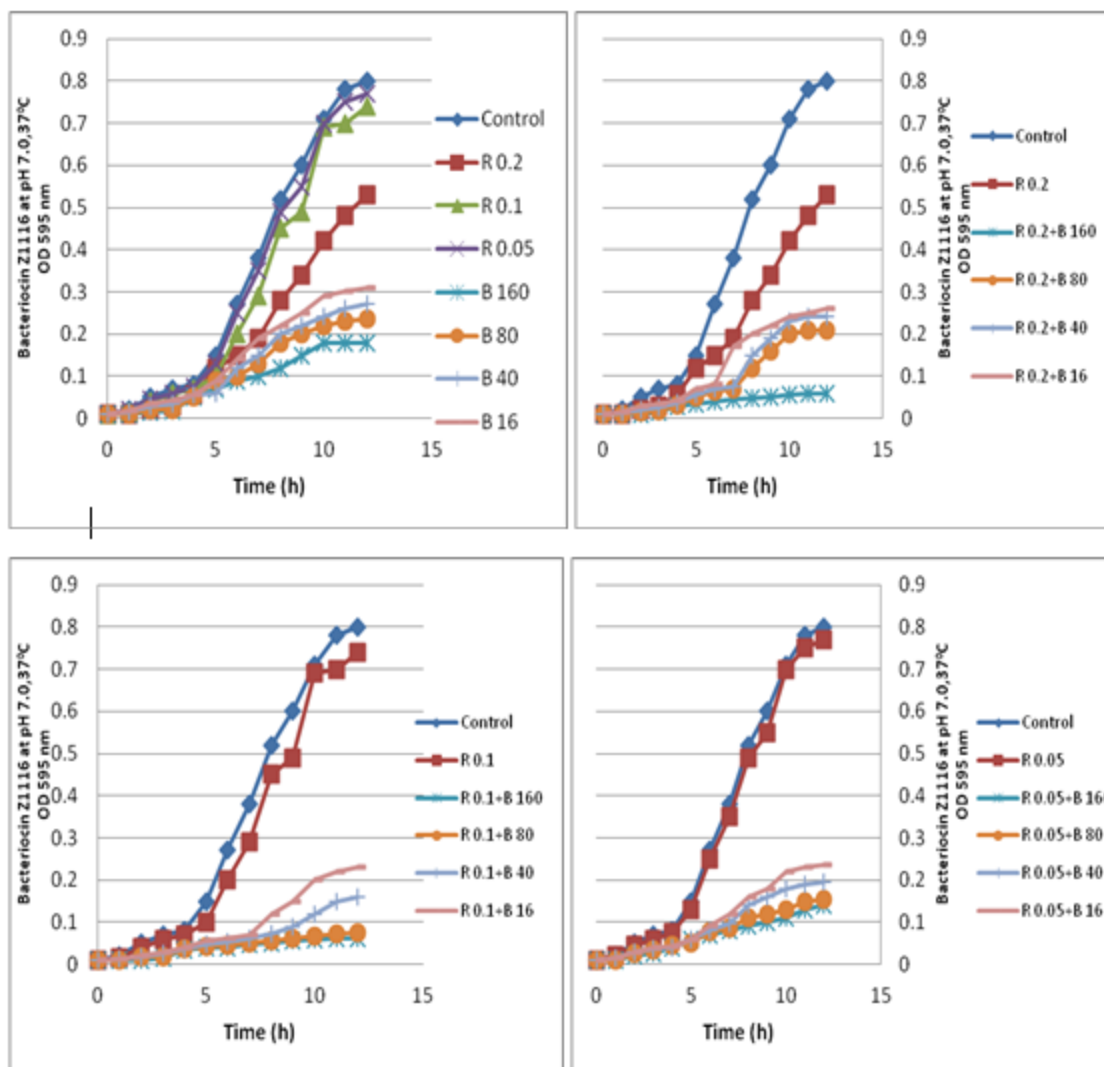 Bacteriocin Z1116 at pH 7.0,37ºC
OD 595 nm
0.9
0.8
0.7
0.6
0.5
0.4
0.3
0.2
0.1
0
0
5
10
15
Time (h)
Control
R 0.2
R 0.1
R 0.05
B 160
B 80
B 40
B 16
0.9
0.8
0.7
0.6
0.5
0.4
0.3
0.2
0.1
0
0
5
10
15
Time (h)
Bacteriocin Z1116 at pH 7.0,37ºC
OD 595 nm
Control
R 0.2
R 0.2+B 160
R 0.2+B 80
R 0.2+B 40
R 0.2+B 16
Bacteriocin Z1116 at pH 7.0,37ºC
OD 595 nm
0.9
0.8
0.7
0.6
0.5
0.4
0.3
0.2
0.1
0
0
5
10
15
Time (h)
Control
R 0.1
R 0.1+B 160
R 0.1+B 80
R 0.1+B 40
R 0.1+B 16
0.9
0.8
0.7
0.6
0.5
0.4
0.3
0.2
0.1
0
0
5
10
15
Time (h)
Bacteriocin Z1116 at pH 7.0,37ºC
OD 595 nm
Control
R 0.05
R 0.05+B 160
R 0.05+B 80
R 0.05+B 40
R 0.05+B 16